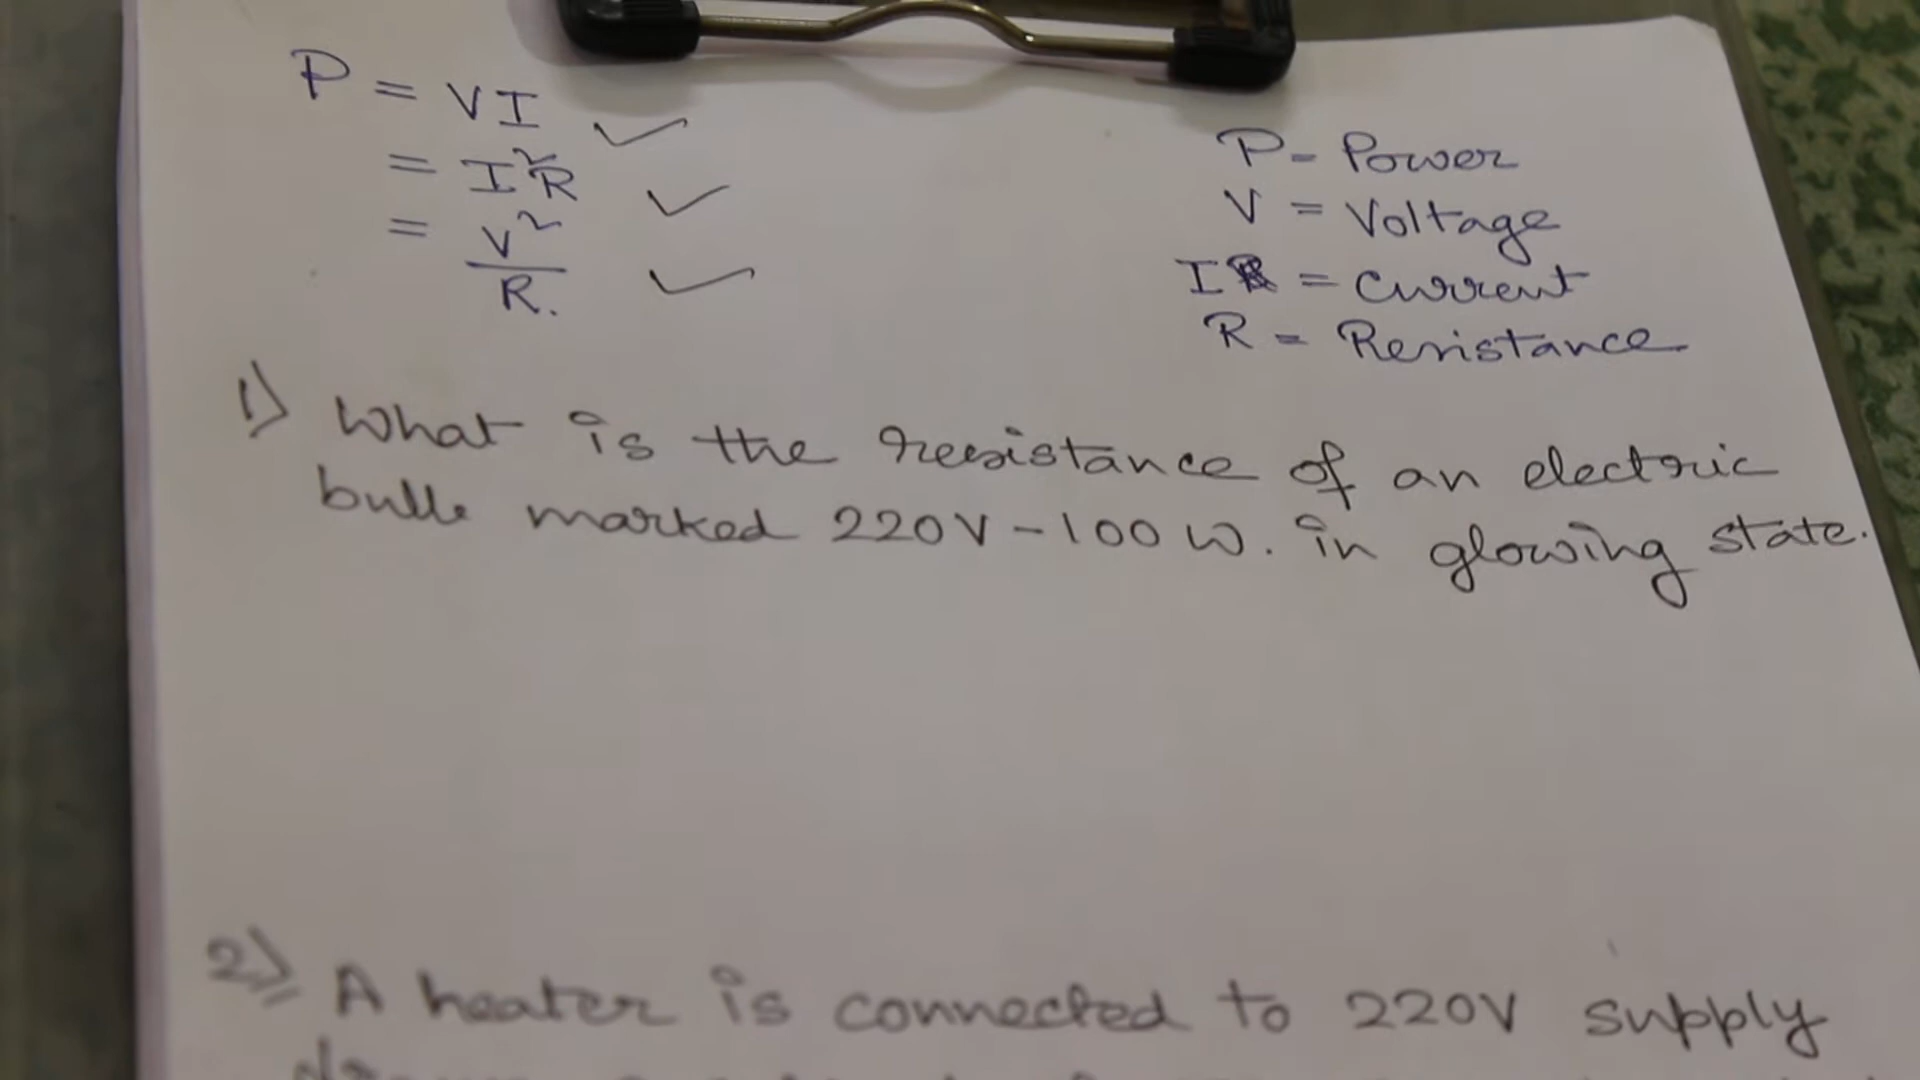 P = VI
= I²R
= V²/R.
P - Power
V = Voltage
I = Current
R = Resistance
1) What is the resistance of an electric
bulb marked 220V-100W. in glowing state.
2) A heater is connected to 220V supply